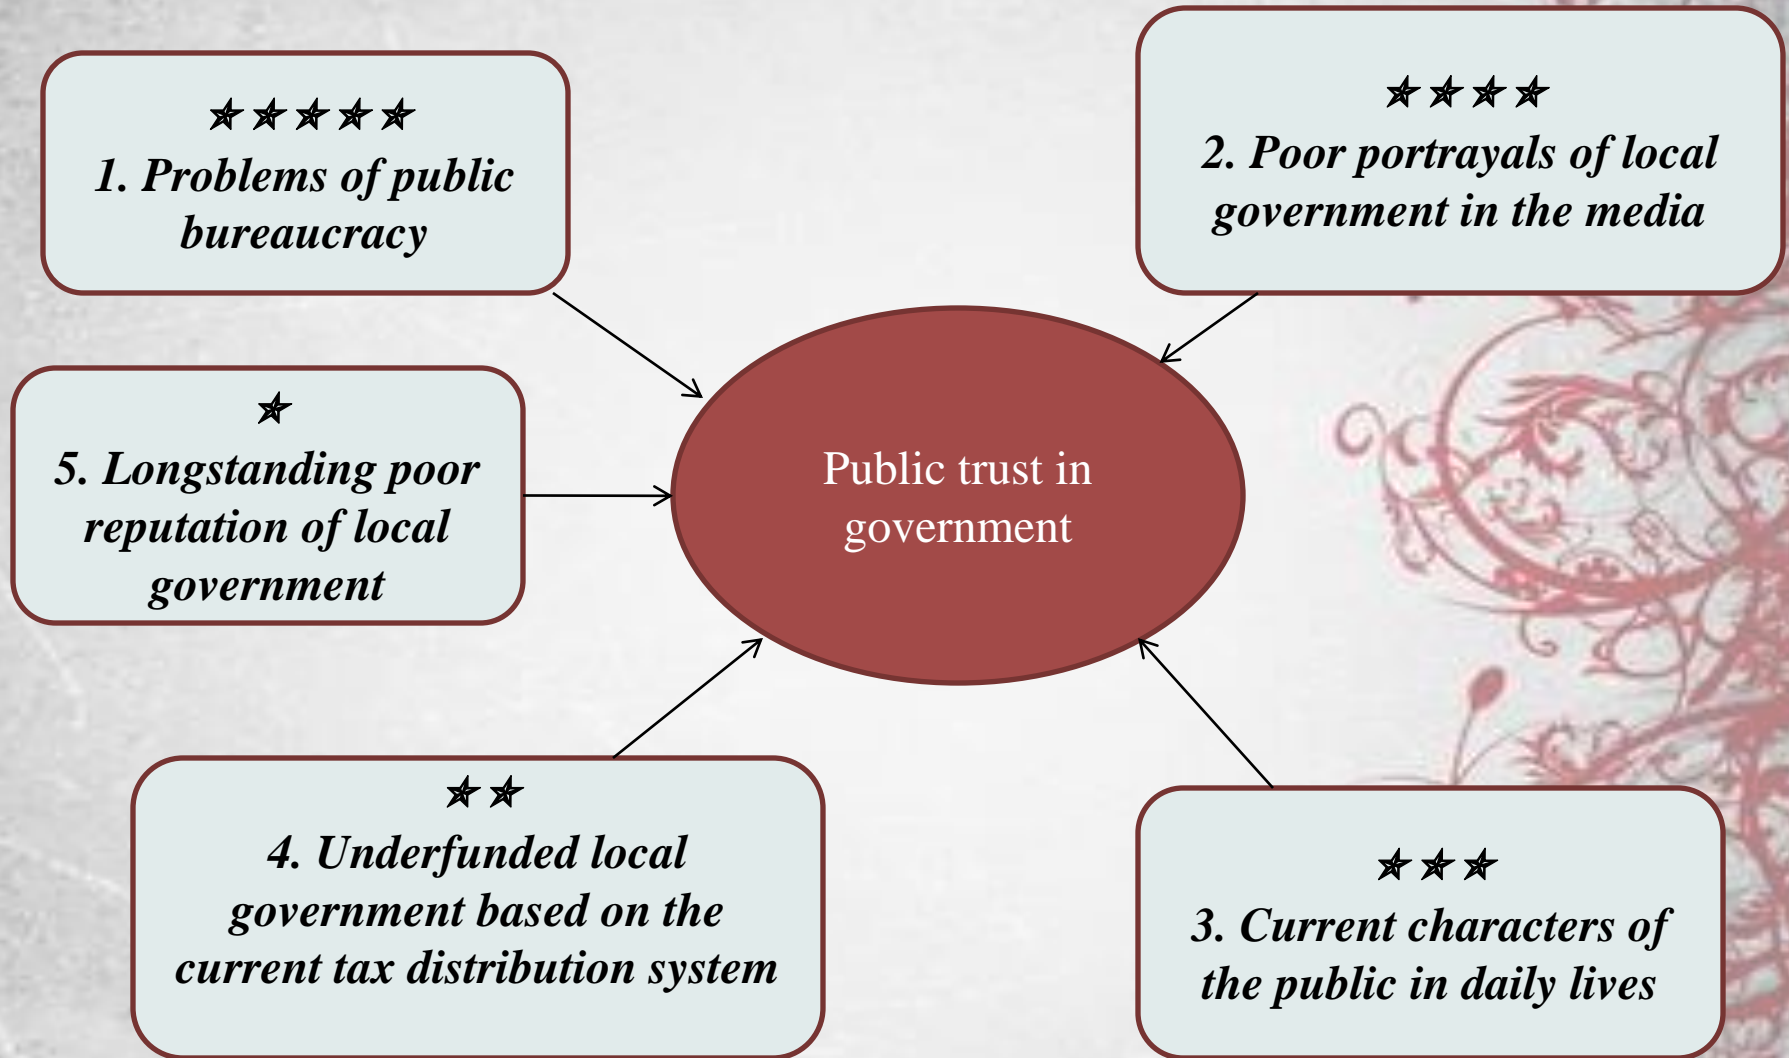 ★★★★★
1. Problems of public
bureaucracy
★★★★
2. Poor portrayals of local
government in the media
★
5. Longstanding poor
reputation of local
government
Public trust in
government
★★
4. Underfunded local
government based on the
current tax distribution system
★★★
3. Current characters of
the public in daily lives